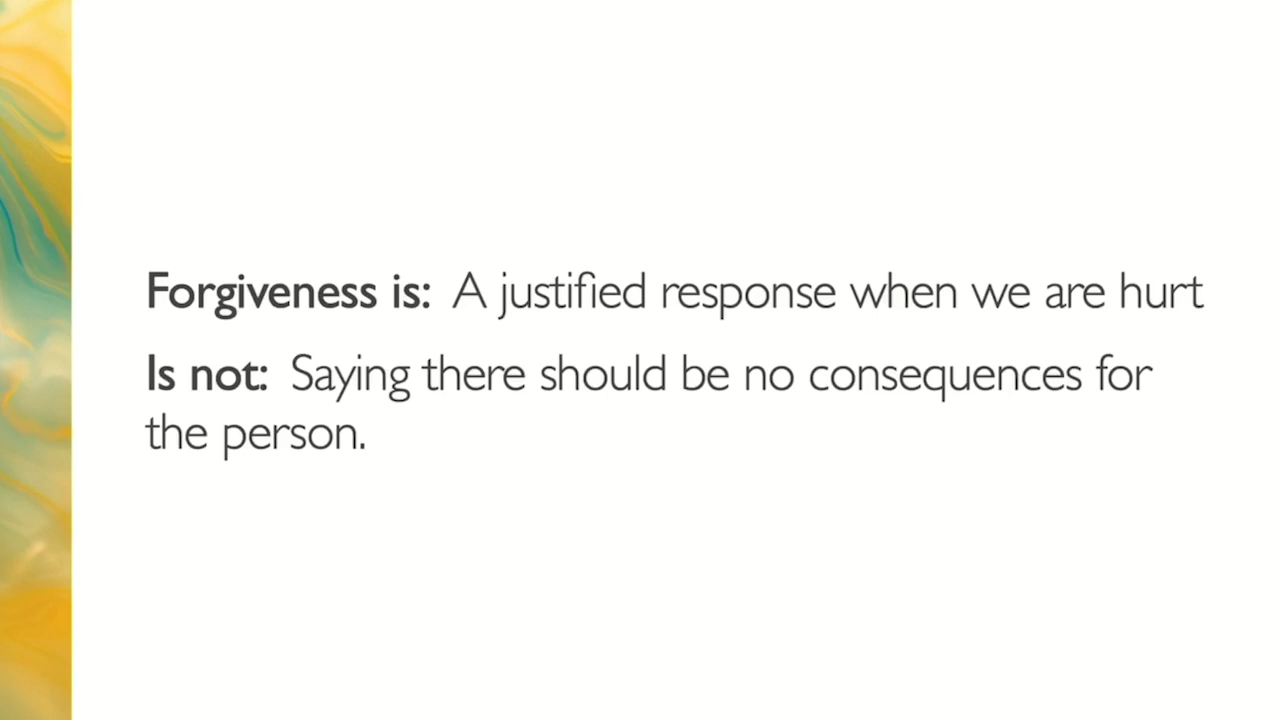 Forgiveness is: A justified response when we are hurt
Is not: Saying there should be no consequences for
the person.